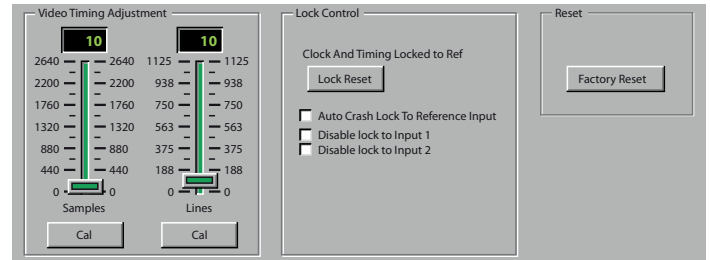 Video Timing Adjustment
10
10
2640 2640 1125 1125
2200 2200 938 938
1760 1760 750 750
1320 1320 563 563
880 880 375 375
440 440 188 188
0 0 0 0
Samples
Lines
Cal
Cal
Lock Control
Clock And Timing Locked to Ref
Lock Reset
Auto Crash Lock To Reference Input
Disable lock to Input 1
Disable lock to Input 2
Reset
Factory Reset